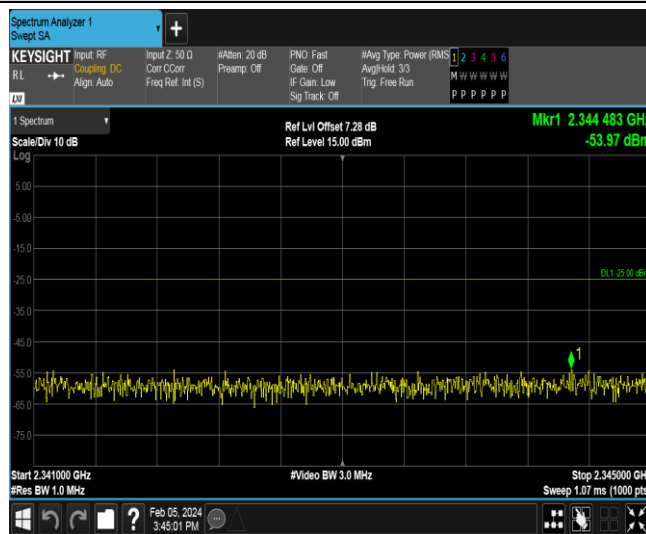 Spectrum Analyzer 1
Swept SA
+
KEYSIGHT Input: RF Input Z: 50 Ω #Atten: 20 dB PNO: Fast #Avg Type: Power (RMS 1 2 3 4 5 6
RL Coupling: DC Corr CCorr Preamp: Off Gate: Off Avg|Hold: 3/3 M W W W W W
Align: Auto Freq Ref: Int (S) IF Gain: Low Trig: Free Run
Sig Track: Off P P P P P P
LXI
1 Spectrum Ref Lvl Offset 7.28 dB Mkr1 2.344 483 GHz
Scale/Div 10 dB Ref Level 15.00 dBm -53.97 dBm
Log
5.00
-5.00
-15.0
DL1 -25.00 dBm
-25.0
-35.0
-45.0
1
-55.0
-65.0
-75.0
Start 2.341000 GHz #Video BW 3.0 MHz Stop 2.345000 GH
#Res BW 1.0 MHz Sweep 1.07 ms (1000 pts
? Feb 05, 2024
3:45:01 PM